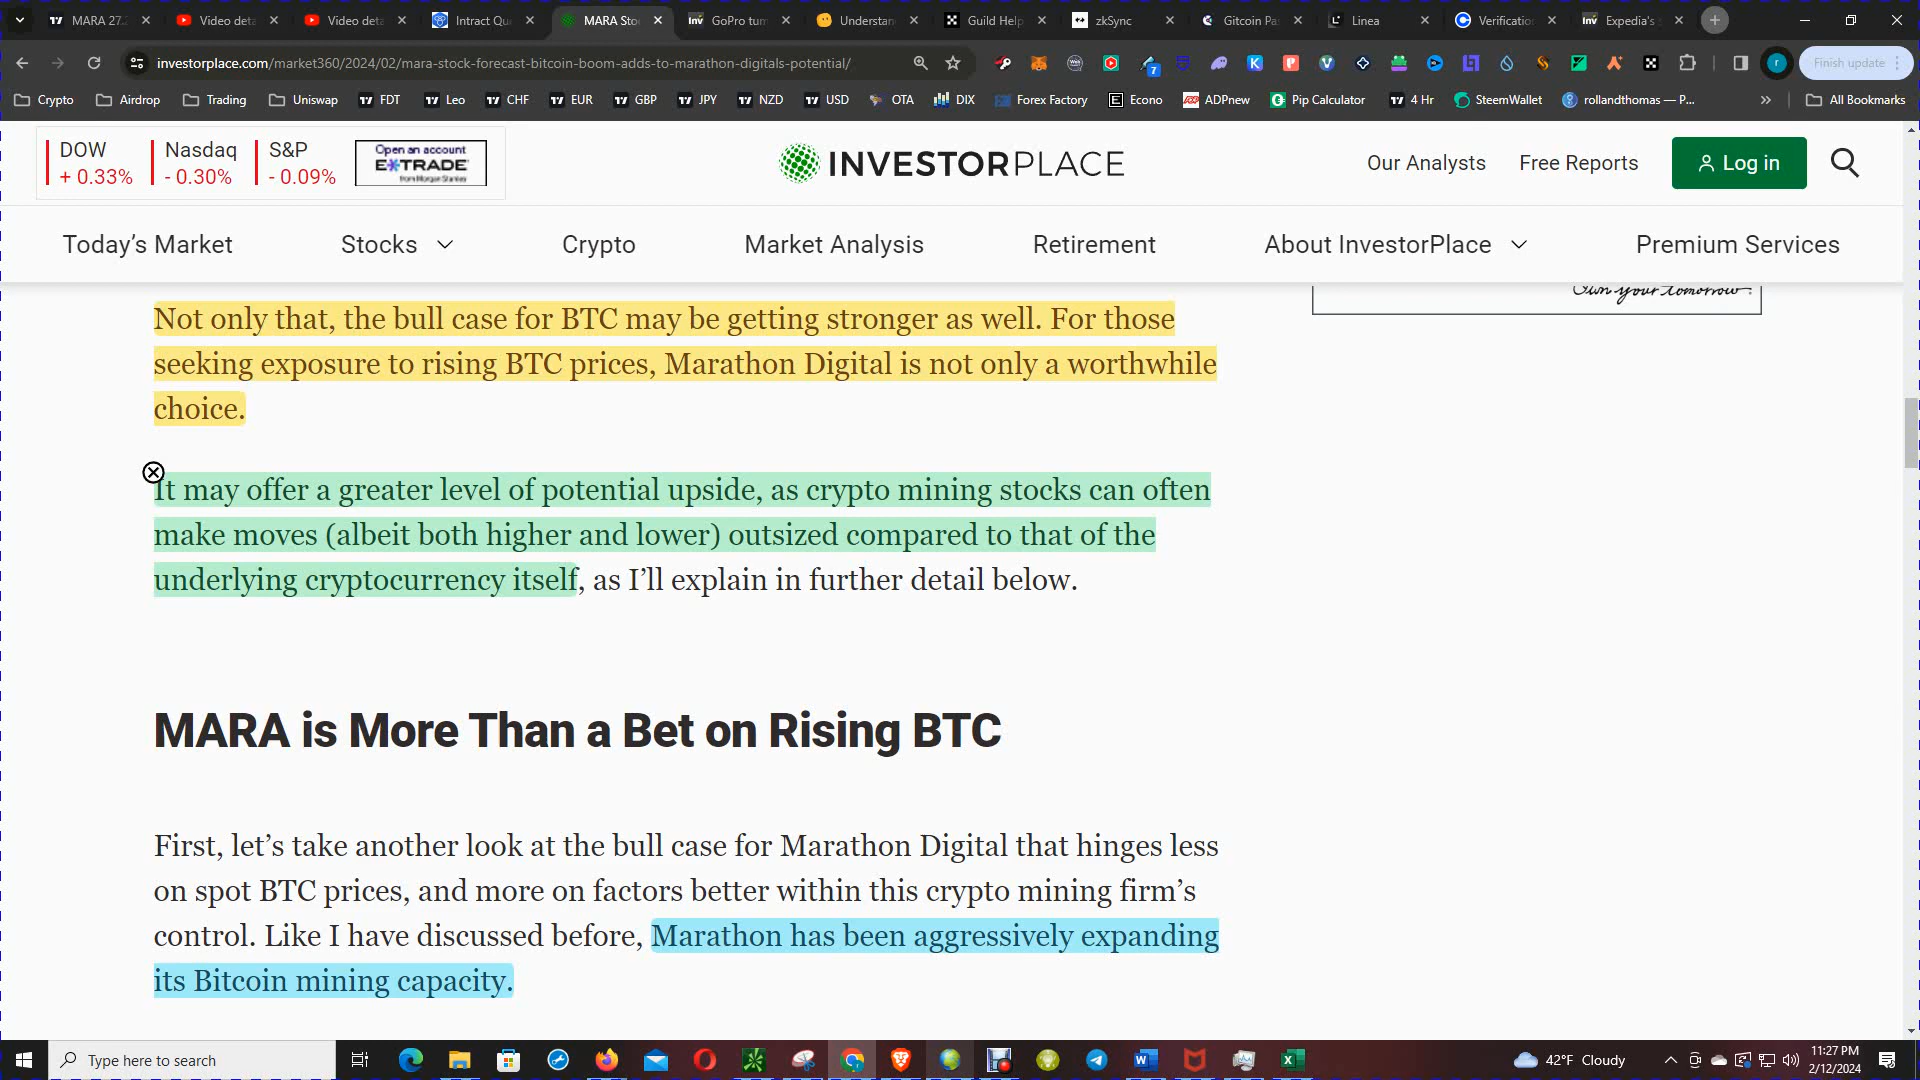 MARA 27.
Video deta
Video deta
Intract Qu
MARA Sto
GoPro tum
Understan
Guild Help
zkSync
Gitcoin Pa
Linea
Verificatio
Expedia's
investorplace.com/market360/2024/02/mara-stock-forecast-bitcoin-boom-adds-to-marathon-digitals-potential/
7
r
Finish update
Crypto
Airdrop
Trading
Uniswap
FDT
Leo
CHF
EUR
GBP
JPY
NZD
USD
OTA
DIX
Forex Factory
Econo
ADPnew
Pip Calculator
4 Hr
SteemWallet
rollandthomas — P...
All Bookmarks
DOW
+ 0.33%
Nasdaq
- 0.30%
S&P
- 0.09%
Open an account
E*TRADE
from Morgan Stanley
INVESTORPLACE
Our Analysts
Free Reports
Log in
Today’s Market
Stocks
Crypto
Market Analysis
Retirement
About InvestorPlace
Premium Services
Own your tomorrow.
Not only that, the bull case for BTC may be getting stronger as well. For those
seeking exposure to rising BTC prices, Marathon Digital is not only a worthwhile
choice.
It may offer a greater level of potential upside, as crypto mining stocks can often
make moves (albeit both higher and lower) outsized compared to that of the
underlying cryptocurrency itself, as I’ll explain in further detail below.
MARA is More Than a Bet on Rising BTC
First, let’s take another look at the bull case for Marathon Digital that hinges less
on spot BTC prices, and more on factors better within this crypto mining firm’s
control. Like I have discussed before, Marathon has been aggressively expanding
its Bitcoin mining capacity.
Type here to search
42°F Cloudy
11:27 PM
2/12/2024